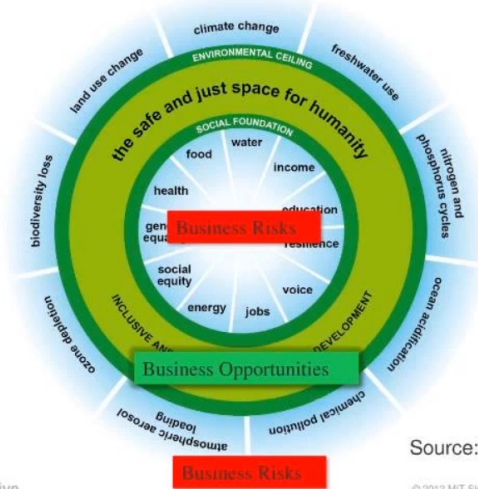 climate change
freshwater use
nitrogen and
phosphorus cycles
ocean acidification
chemical pollution
atmospheric aerosol
loading
ozone depletion
biodiversity loss
land use change
ENVIRONMENTAL CEILING
the safe and just space for humanity
SOCIAL FOUNDATION
water
income
education
resilience
voice
jobs
energy
social
equity
health
food
Business Risks
INCLUSIVE AND
DEVELOPMENT
Business Opportunities
Business Risks
Source: